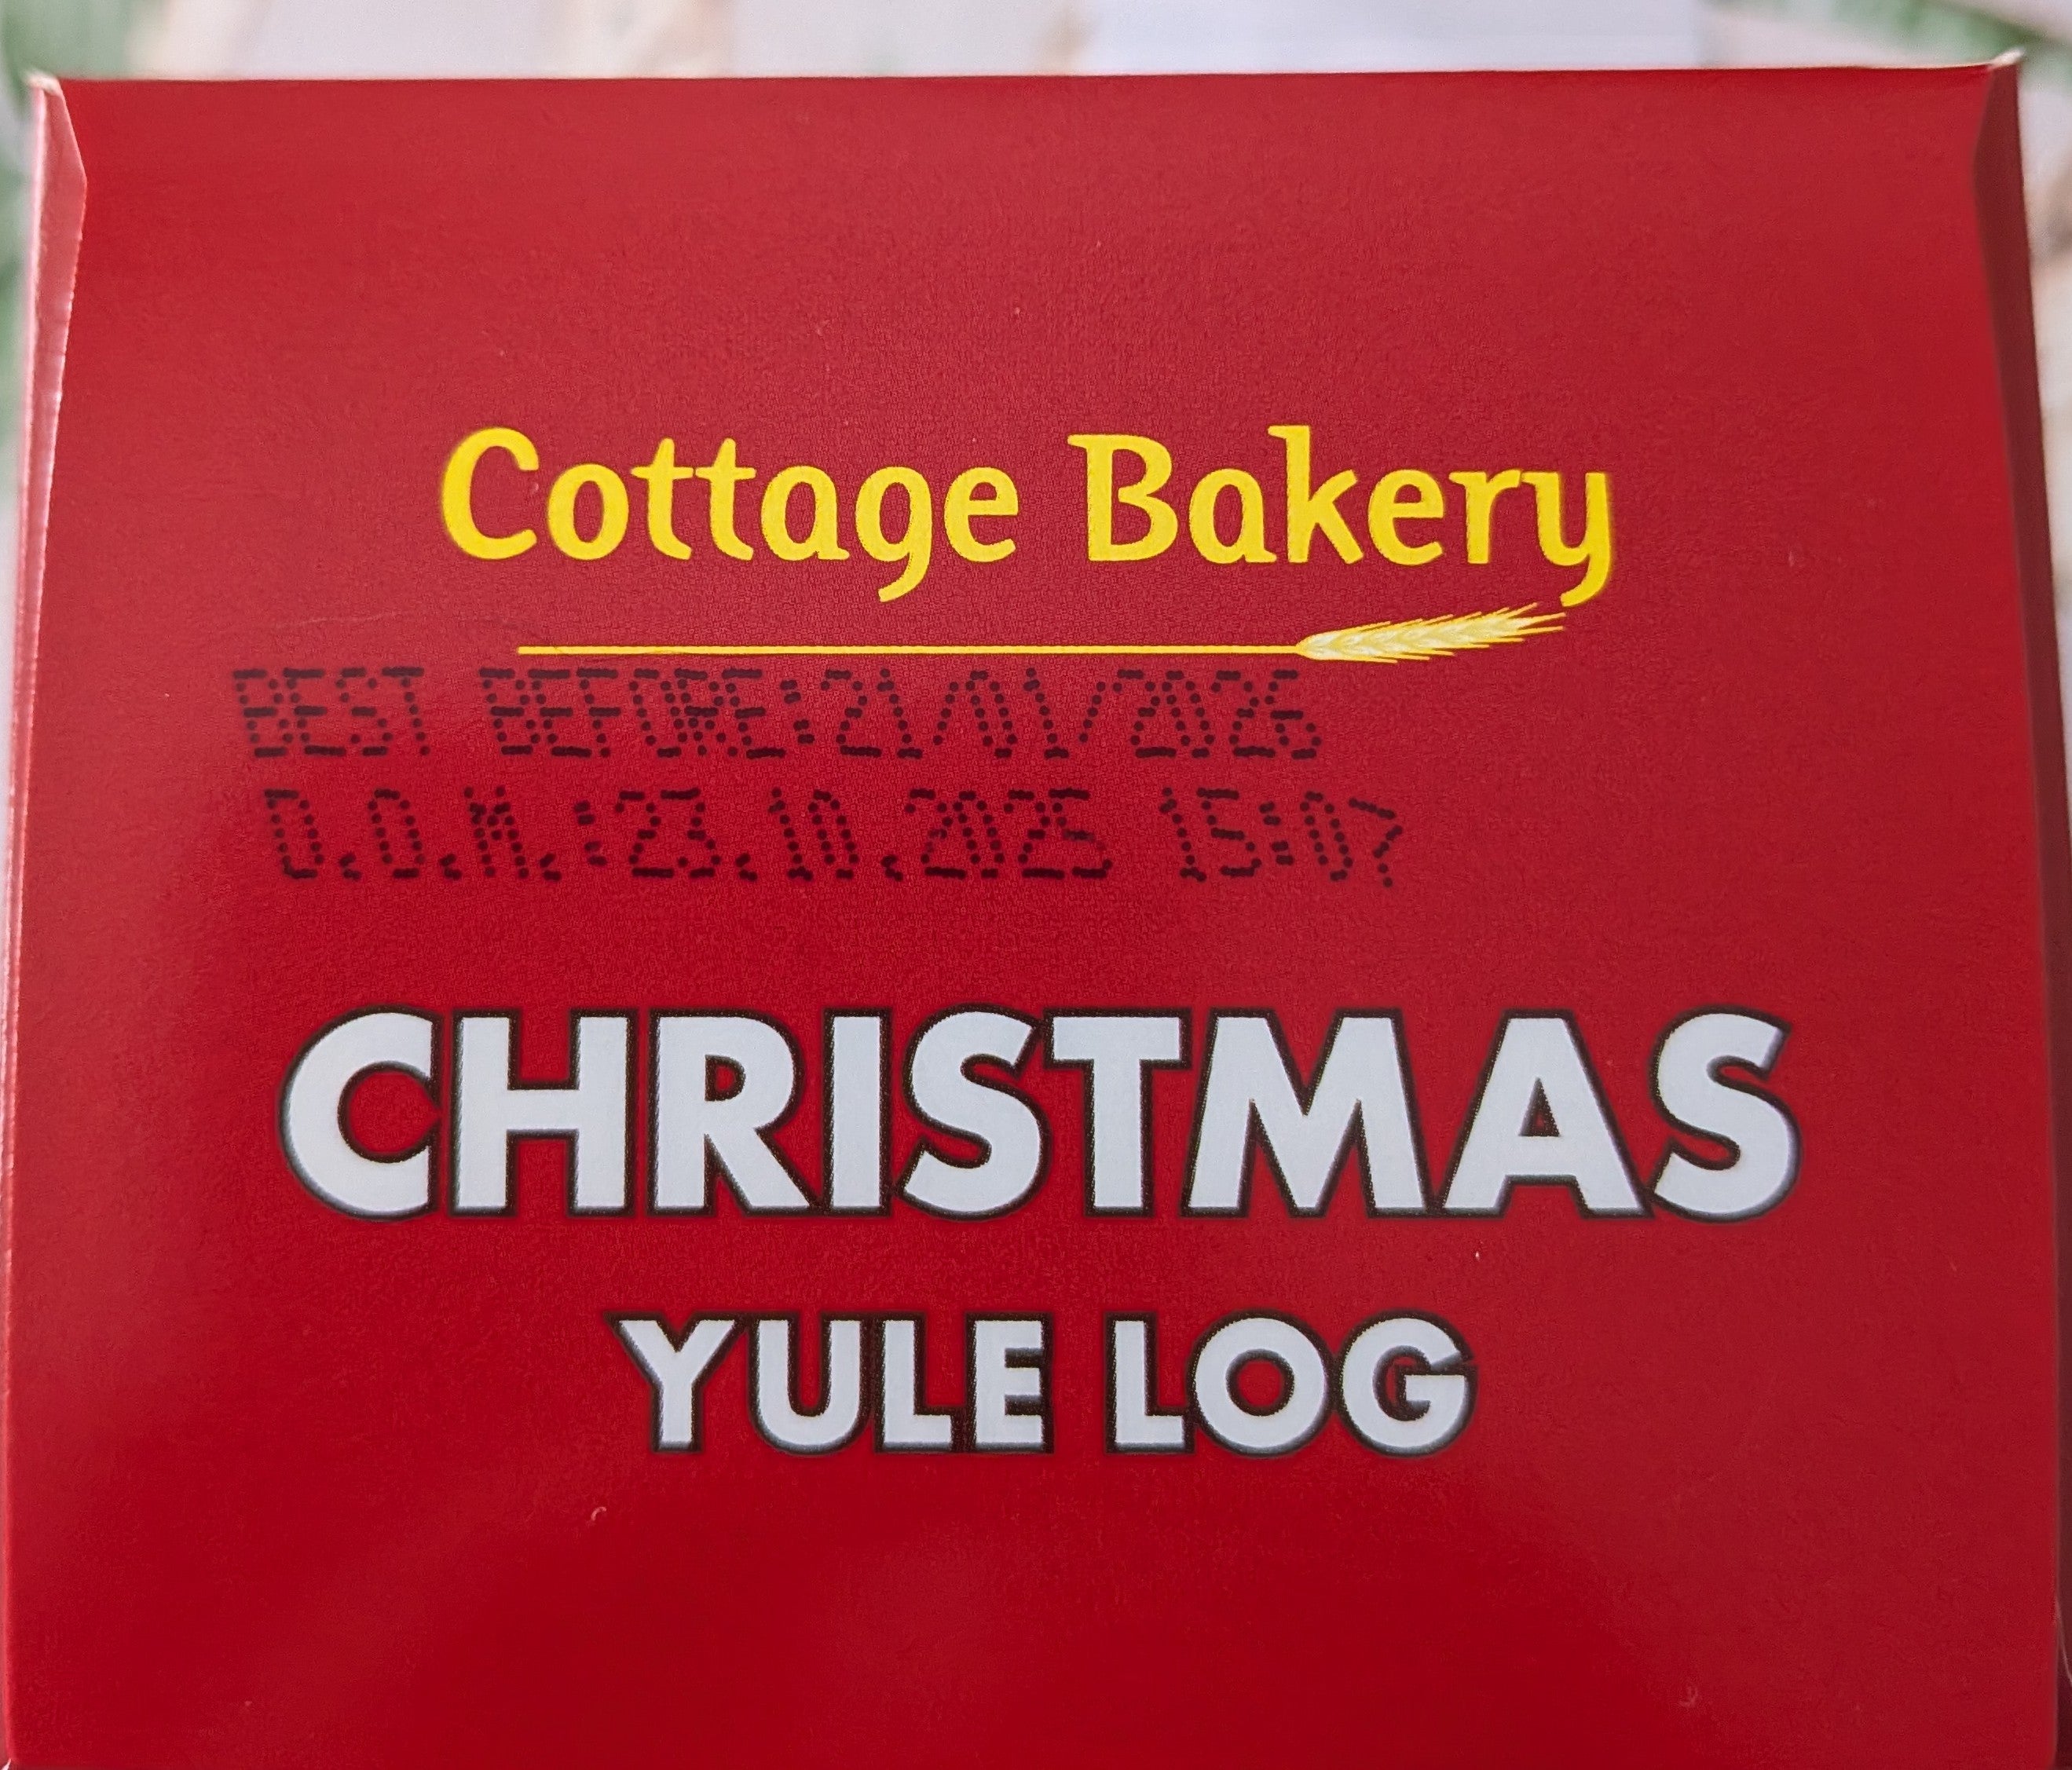 Cottage Bakery
BEST BEFORE:21/01/2026
D.O.M.:23.10.2025 15:07
CHRISTMAS
YULE LOG